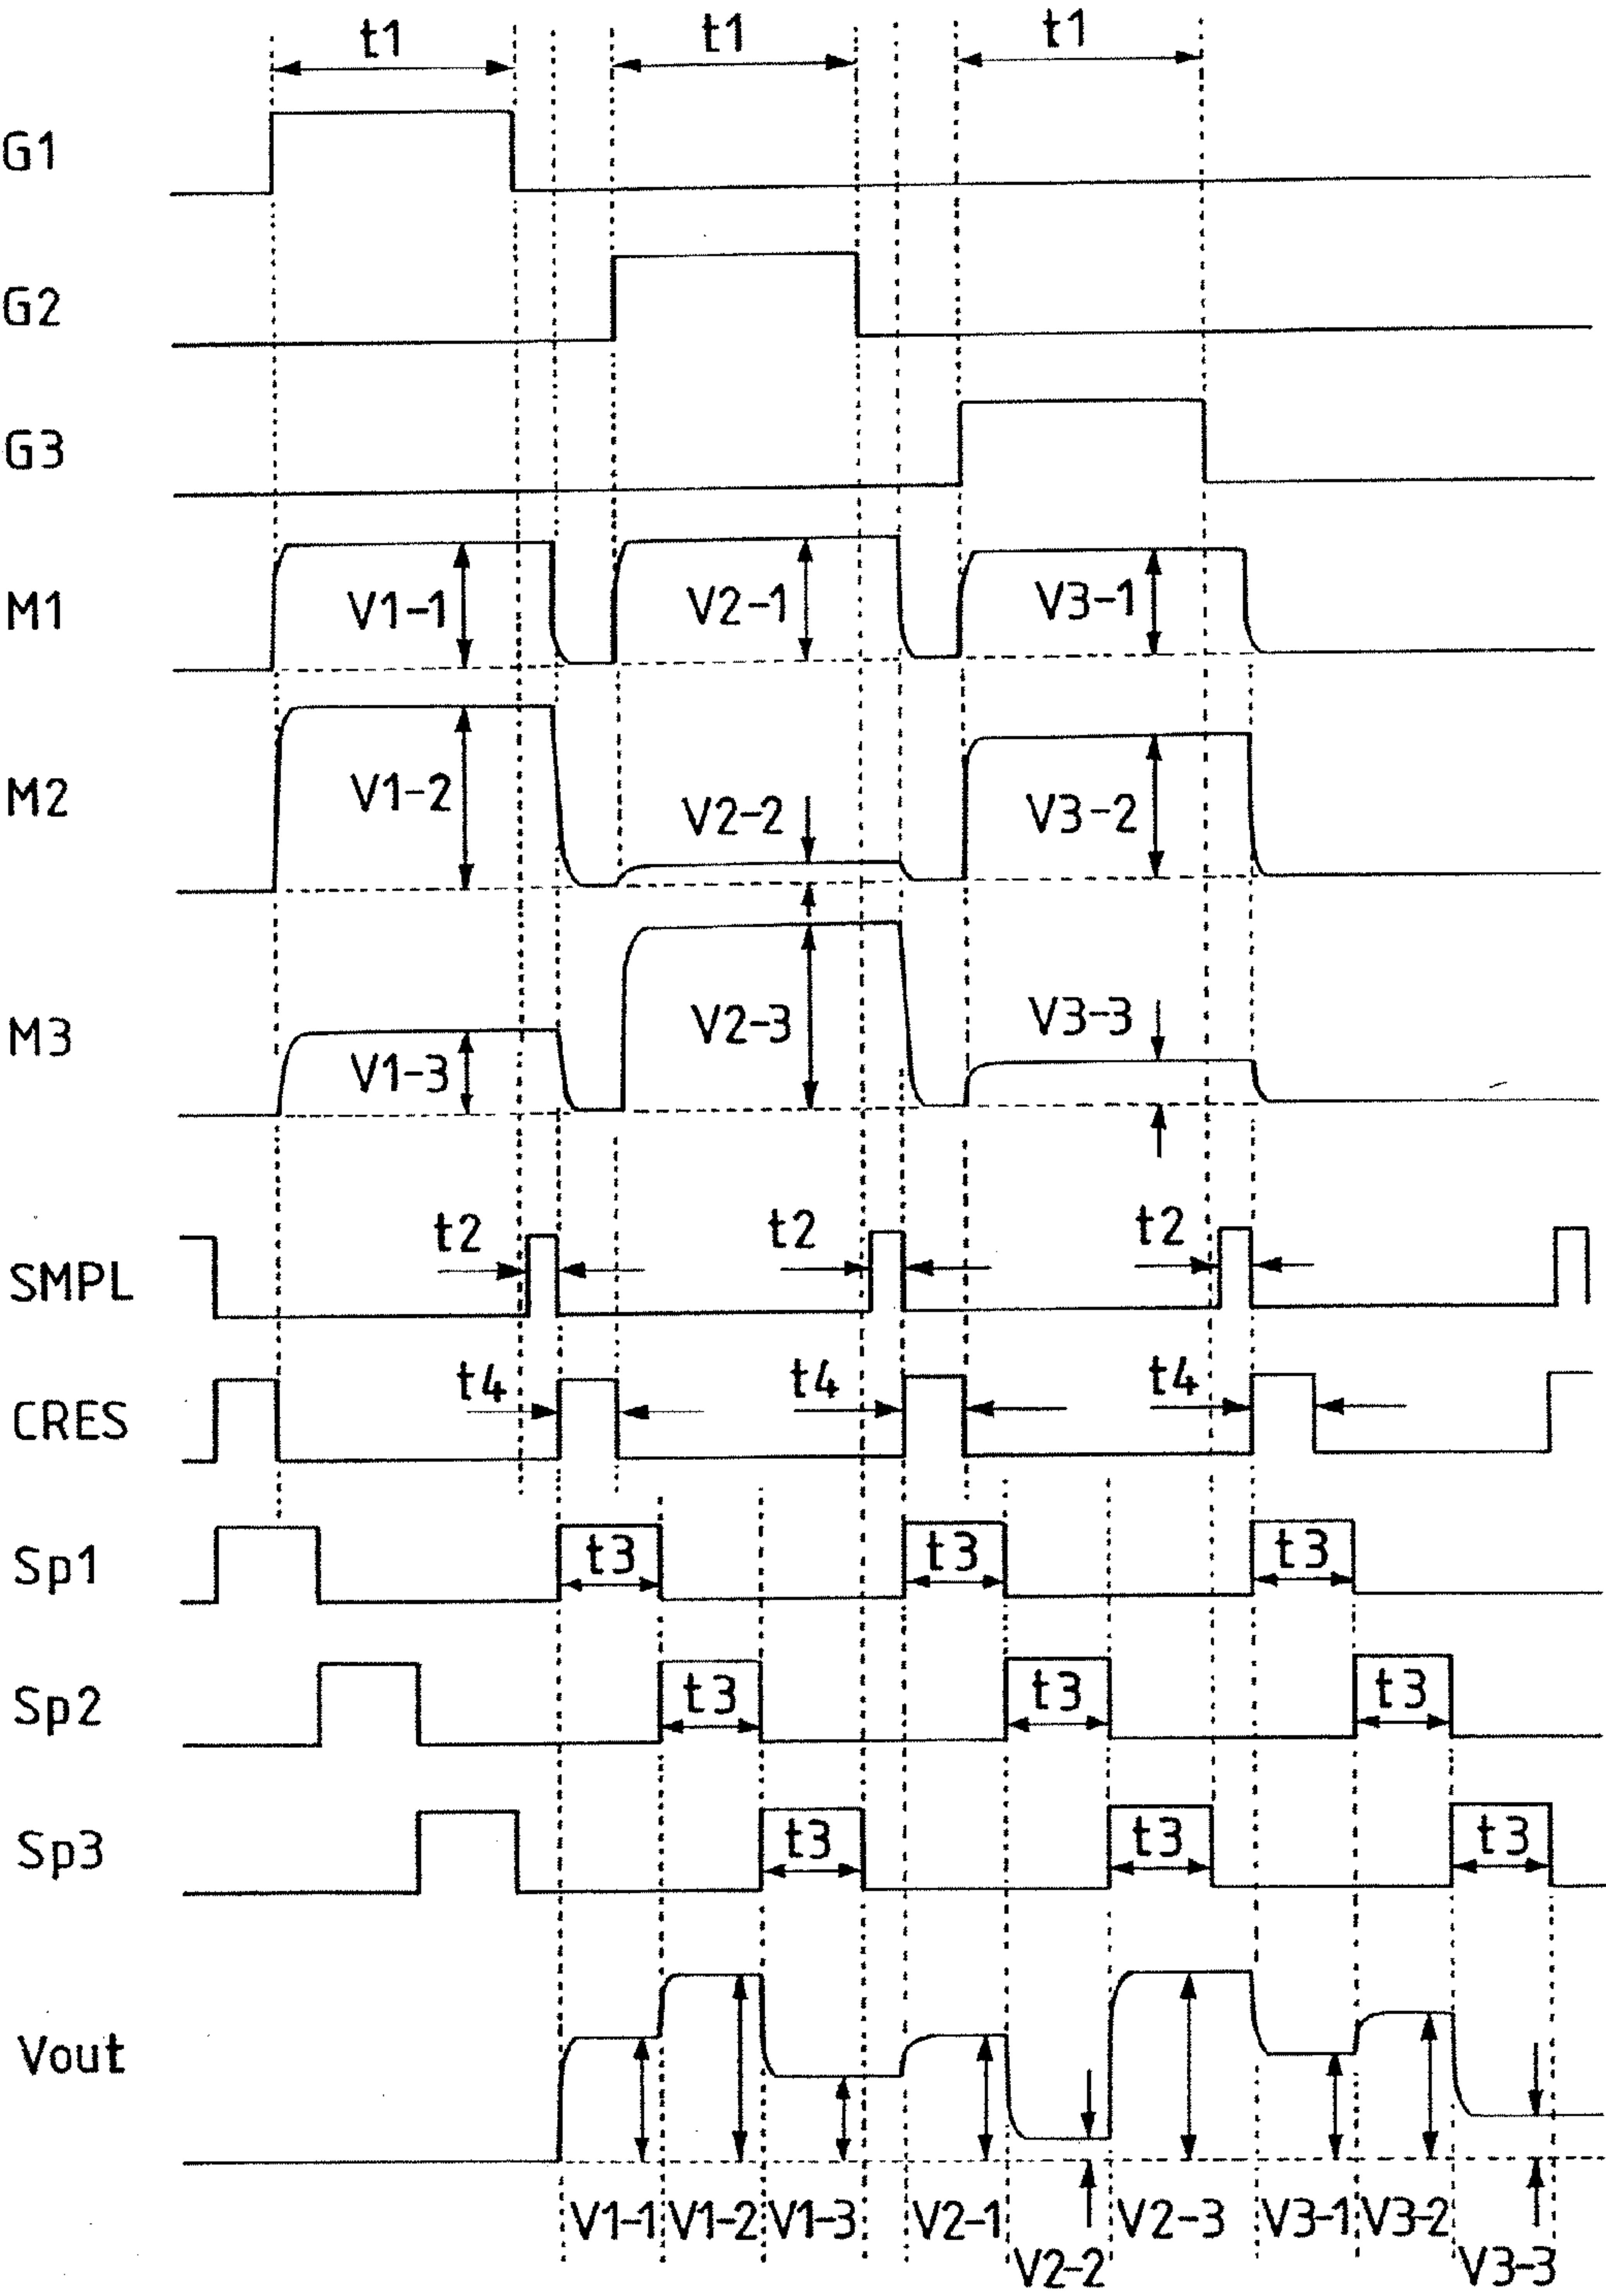 t1 t1 t1
G1
G2
G3
M1 V1-1 V2-1 V3-1
M2 V1-2 V2-2 V3-2
M3 V1-3 V2-3 V3-3
SMPL t2 t2 t2
CRES t4 t4 t4
Sp1 t3 t3 t3
Sp2 t3 t3 t3
Sp3 t3 t3 t3
Vout
V1-1 V1-2 V1-3 V2-1 V2-3 V3-1 V3-2
V2-2 V3-3